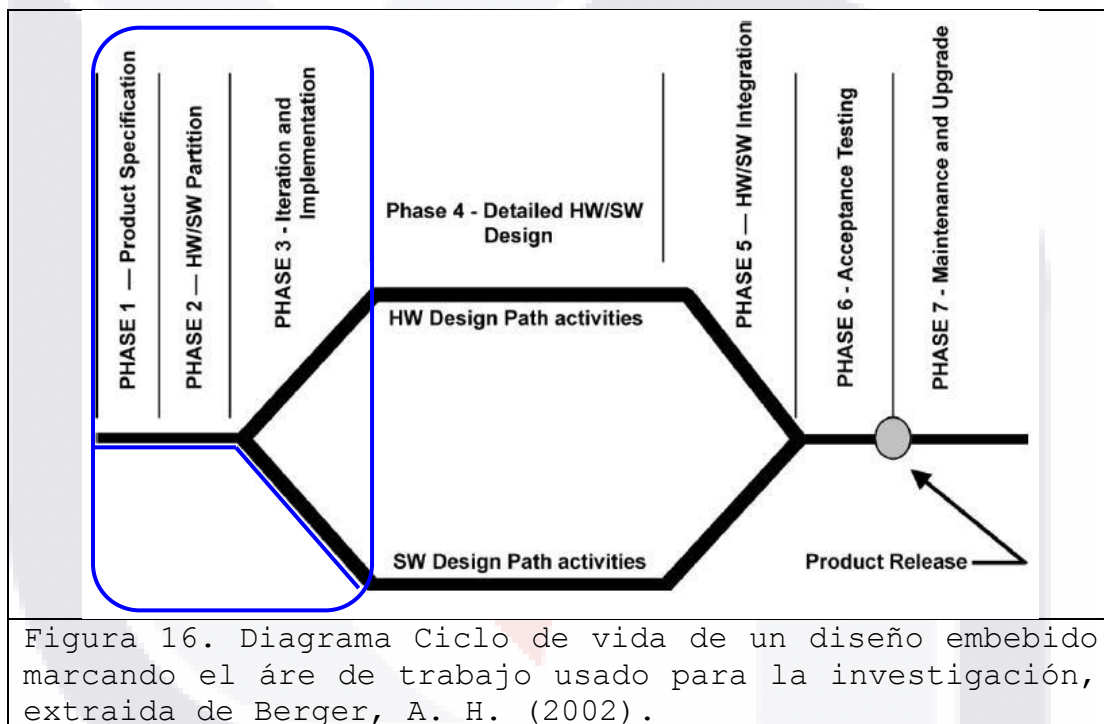 PHASE 1 — Product Specification
PHASE 2 — HW/SW Partition
PHASE 3 - Iteration and
Implementation
Phase 4 - Detailed HW/SW
Design
PHASE 5 — HW/SW Integration
PHASE 6 - Acceptance Testing
PHASE 7 - Maintenance and Upgrade
HW Design Path activities
SW Design Path activities
Product Release
Figura 16. Diagrama Ciclo de vida de un diseño embebido
marcando el áre de trabajo usado para la investigación,
extraida de Berger, A. H. (2002).